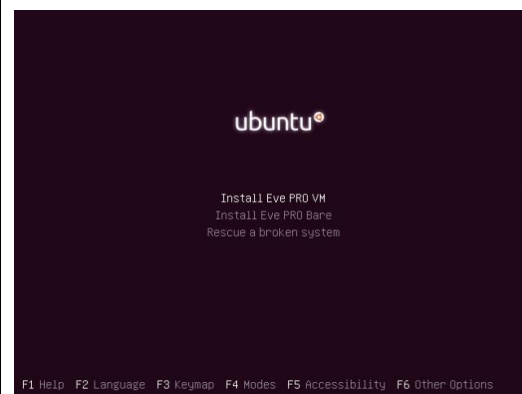 ubuntu
Install Eve PRO VM
Install Eve PRO Bare
Rescue a broken system
F1 Help F2 Language F3 Keymap F4 Modes F5 Accessibility F6 Other Options